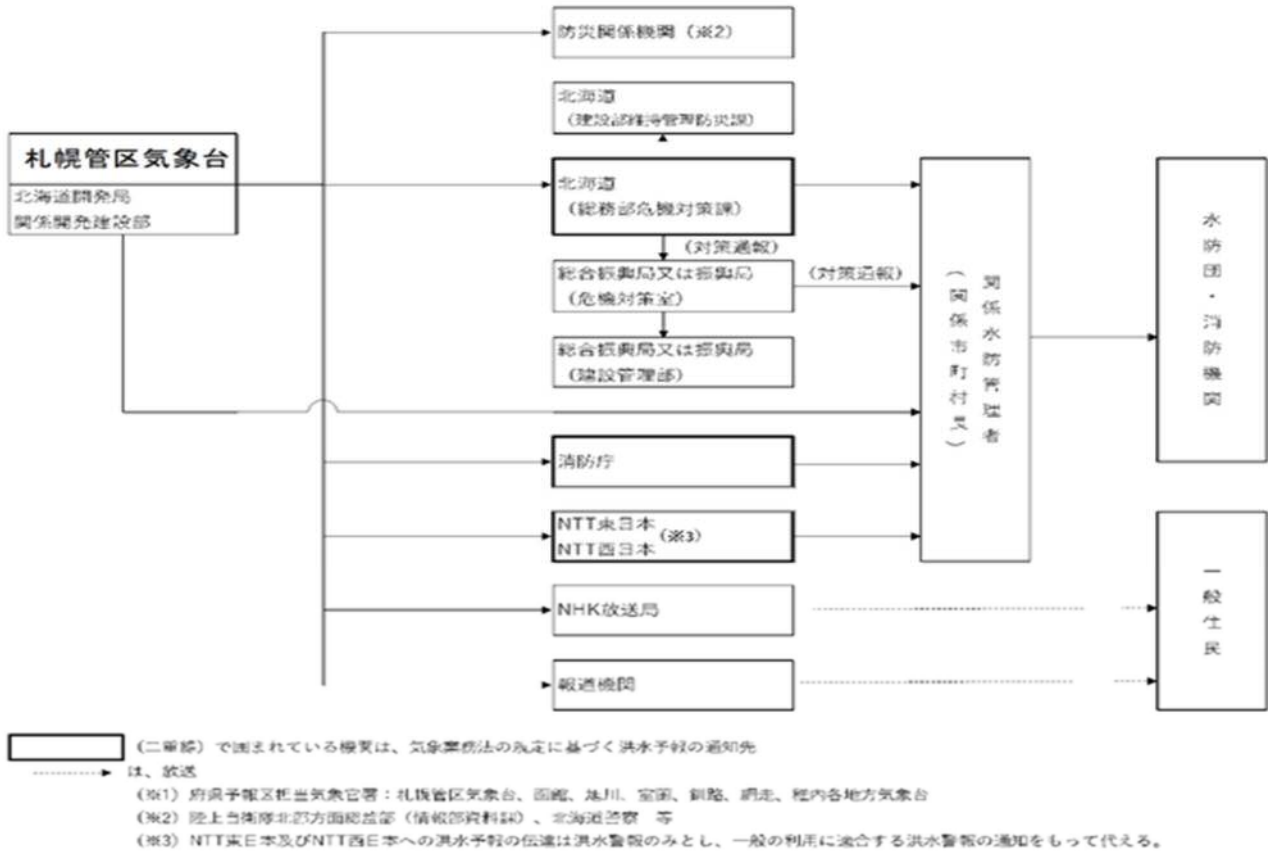 防災関係機関（※2）
北海道
（建設部維持管理防災課）
札幌管区気象台
北海道開発局
関係開発建設部
北海道
（総務部危機対策課）
（対策通報）
総合振興局又は振興局
（危機対策室）
（対策通報）
総合振興局又は振興局
（建設管理部）
関係水防管理者
（関係市町村長）
水防団・消防機関
消防庁
NTT東日本
NTT西日本
（※3）
NHK放送局
報道機関
一般住民
（二重線）で囲まれている機関は、気象業務法の規定に基づく洪水予報の通知先
は、放送
（※1）府県予報区担当気象官署：札幌管区気象台、函館、旭川、室蘭、釧路、網走、稚内各地方気象台
（※2）陸上自衛隊北部方面総監部（情報部資料課）、北海道警察　等
（※3）NTT東日本及びNTT西日本への洪水予報の伝達は洪水警報のみとし、一般の利用に適合する洪水警報の通知をもって代える。